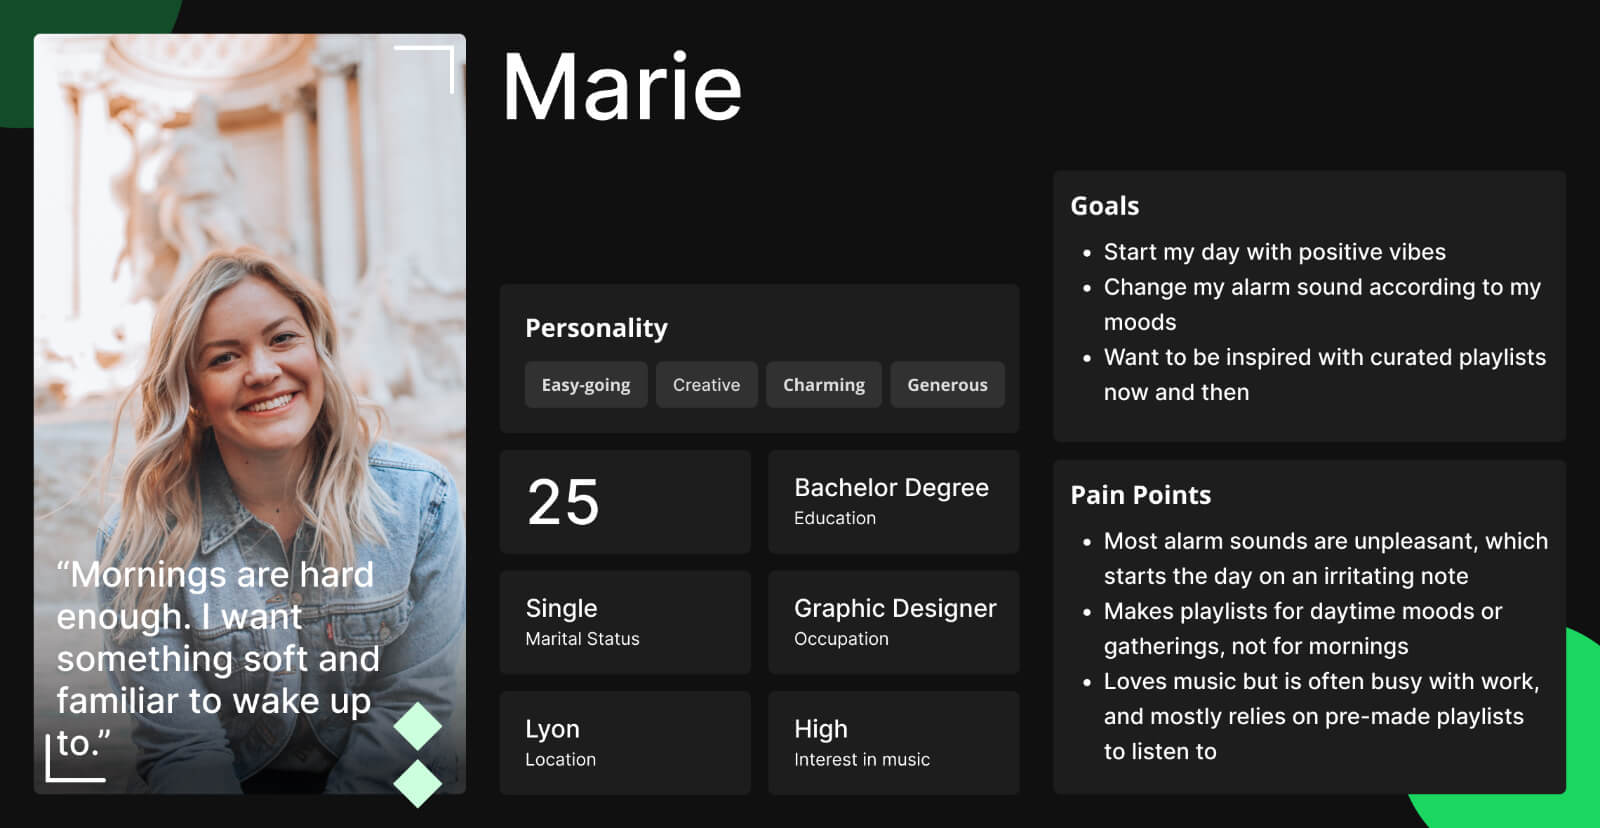 Marie
“Mornings are hard
enough. I want
something soft and
familiar to wake up
to.”
Personality
Easy-going
Creative
Charming
Generous
25
Bachelor Degree
Education
Single
Marital Status
Graphic Designer
Occupation
Lyon
Location
High
Interest in music
Goals
• Start my day with positive vibes
• Change my alarm sound according to my
moods
• Want to be inspired with curated playlists
now and then
Pain Points
• Most alarm sounds are unpleasant, which
starts the day on an irritating note
• Makes playlists for daytime moods or
gatherings, not for mornings
• Loves music but is often busy with work,
and mostly relies on pre-made playlists
to listen to